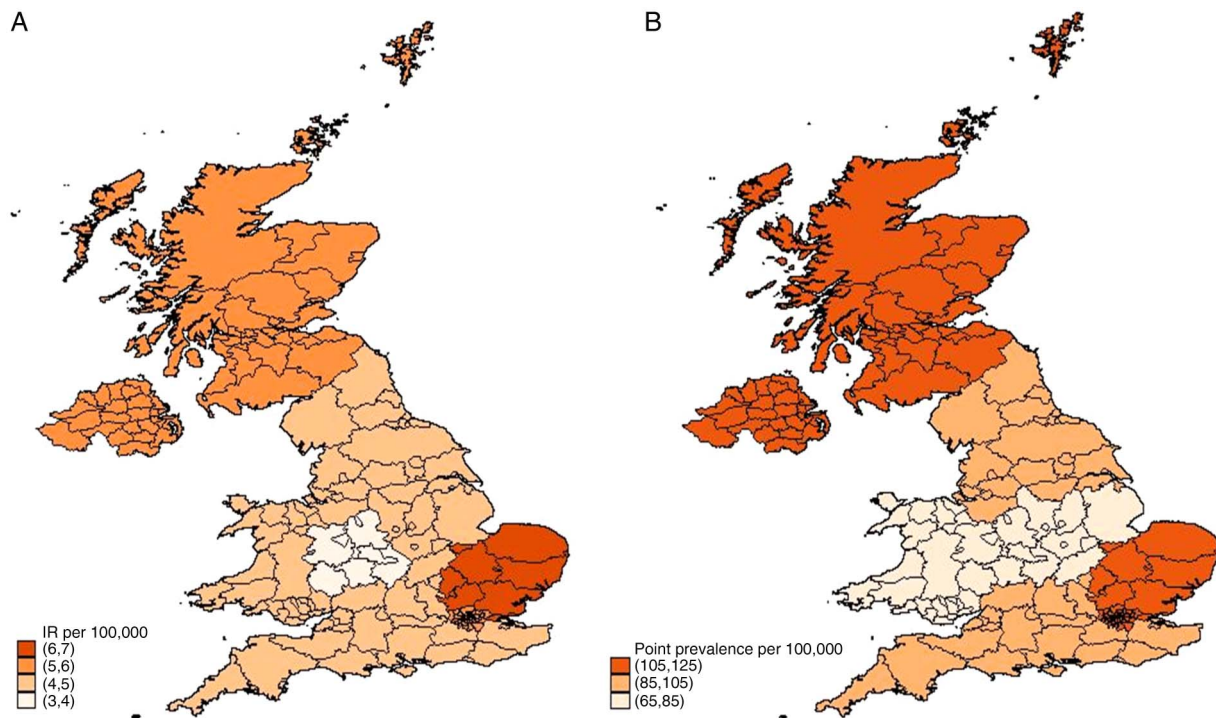 A
B
IR per 100,000
(6,7)
(5,6)
(4,5)
(3,4)
Point prevalence per 100,000
(105,125)
(85,105)
(65,85)